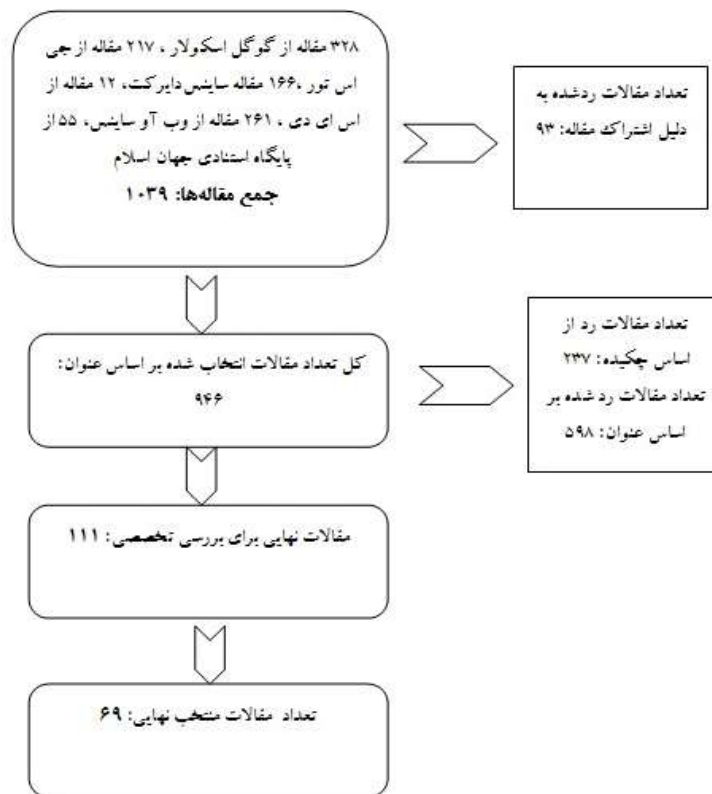 ۳۲۸ مقاله از گوگل اسکولار ، ۲۱۷ مقاله از جی
اس تور ،۱۶۶ مقاله ساینس دایرکت، ۱۲ مقاله از
اس ای دی ، ۲۶۱ مقاله از وب آو ساینس، ۵۵ از
پایگاه استنادی جهان اسلام
جمع مقاله‌ها: ۱۰۳۹
تعداد مقالات ردشده به
دلیل اشتراک مقاله: ۹۳
کل تعداد مقالات انتخاب شده بر اساس عنوان:
۹۴۶
تعداد مقالات رد از
اساس چکیده: ۲۳۷
تعداد مقالات رد شده بر
اساس عنوان: ۵۹۸
مقالات نهایی برای بررسی تخصصی: ۱۱۱
تعداد مقالات منتخب نهایی: ۶۹